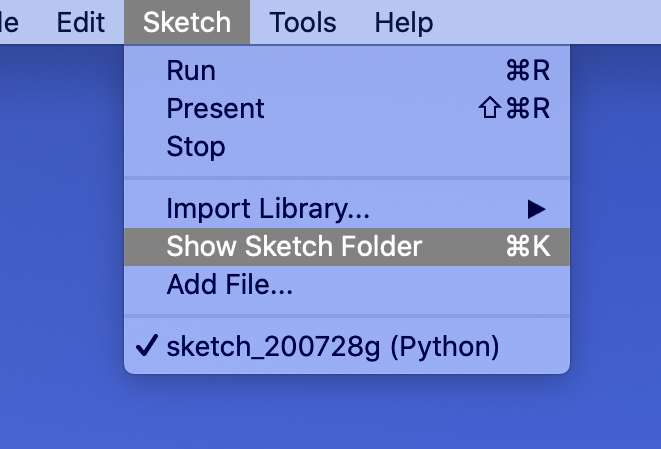 le Edit Sketch Tools Help
Run ⌘R
Present ⇧⌘R
Stop
Import Library... ▶
Show Sketch Folder ⌘K
Add File...
✓ sketch_200728g (Python)